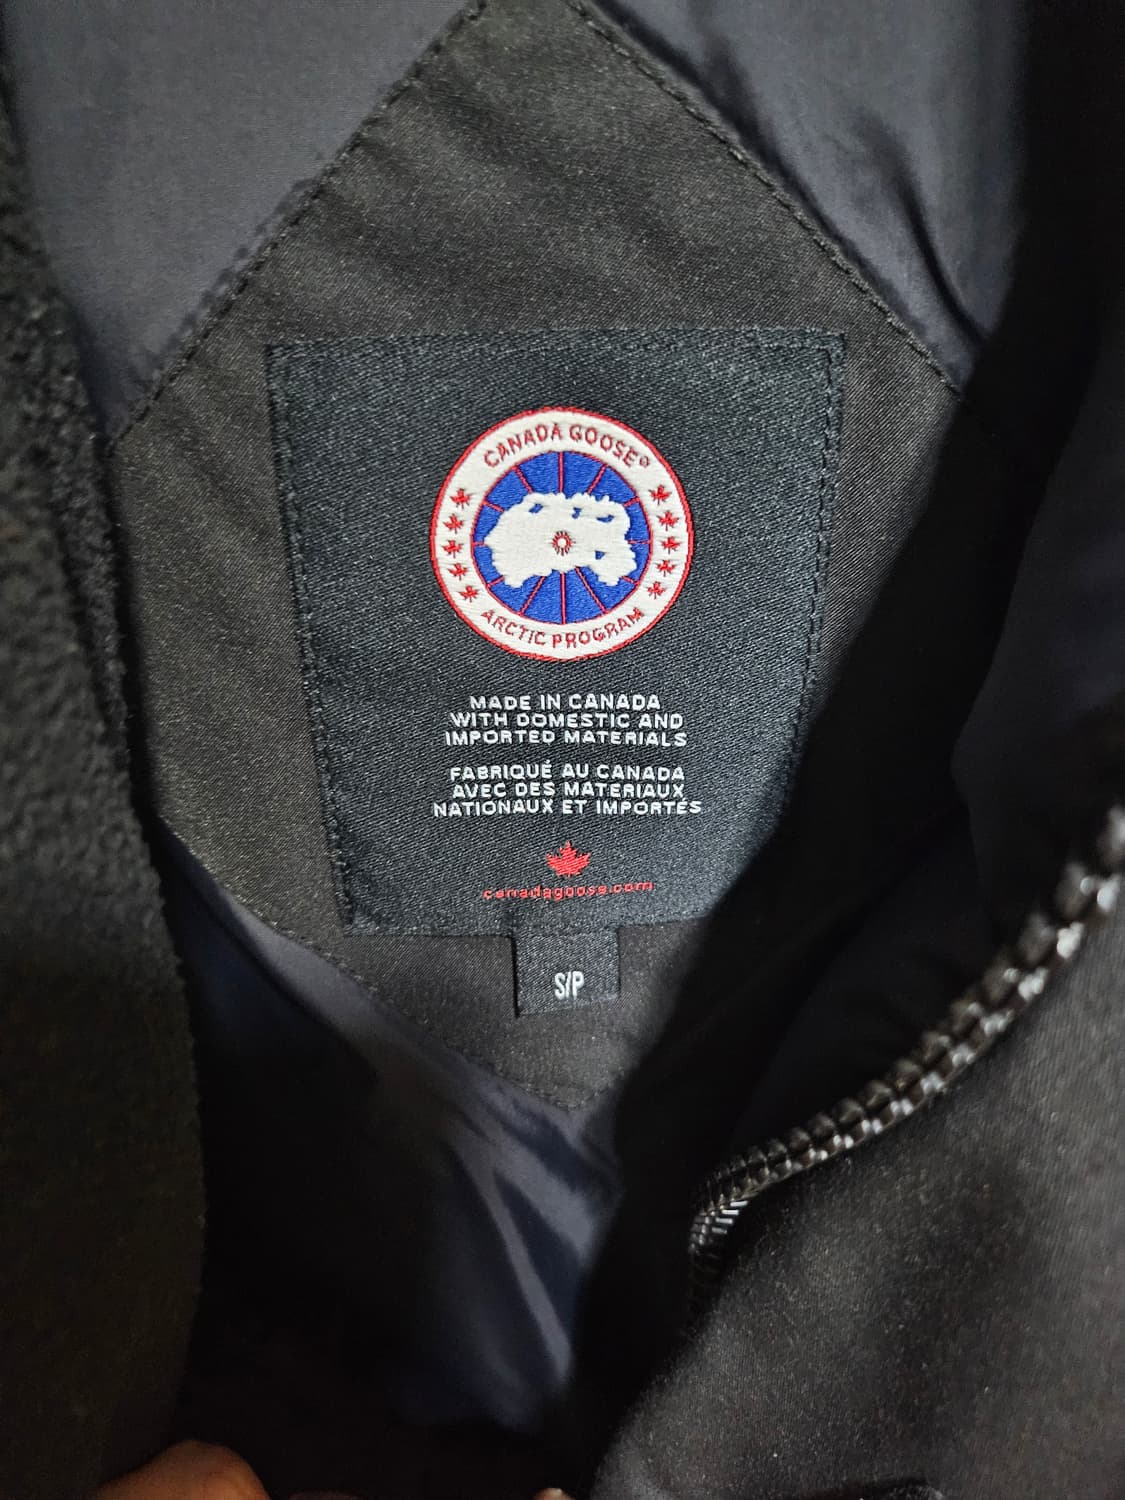 CANADA GOOSE®
ARCTIC PROGRAM
MADE IN CANADA
WITH DOMESTIC AND
IMPORTED MATERIALS
FABRIQUÉ AU CANADA
AVEC DES MATERIAUX
NATIONAUX ET IMPORTÉS
canadagoose.com
S/P